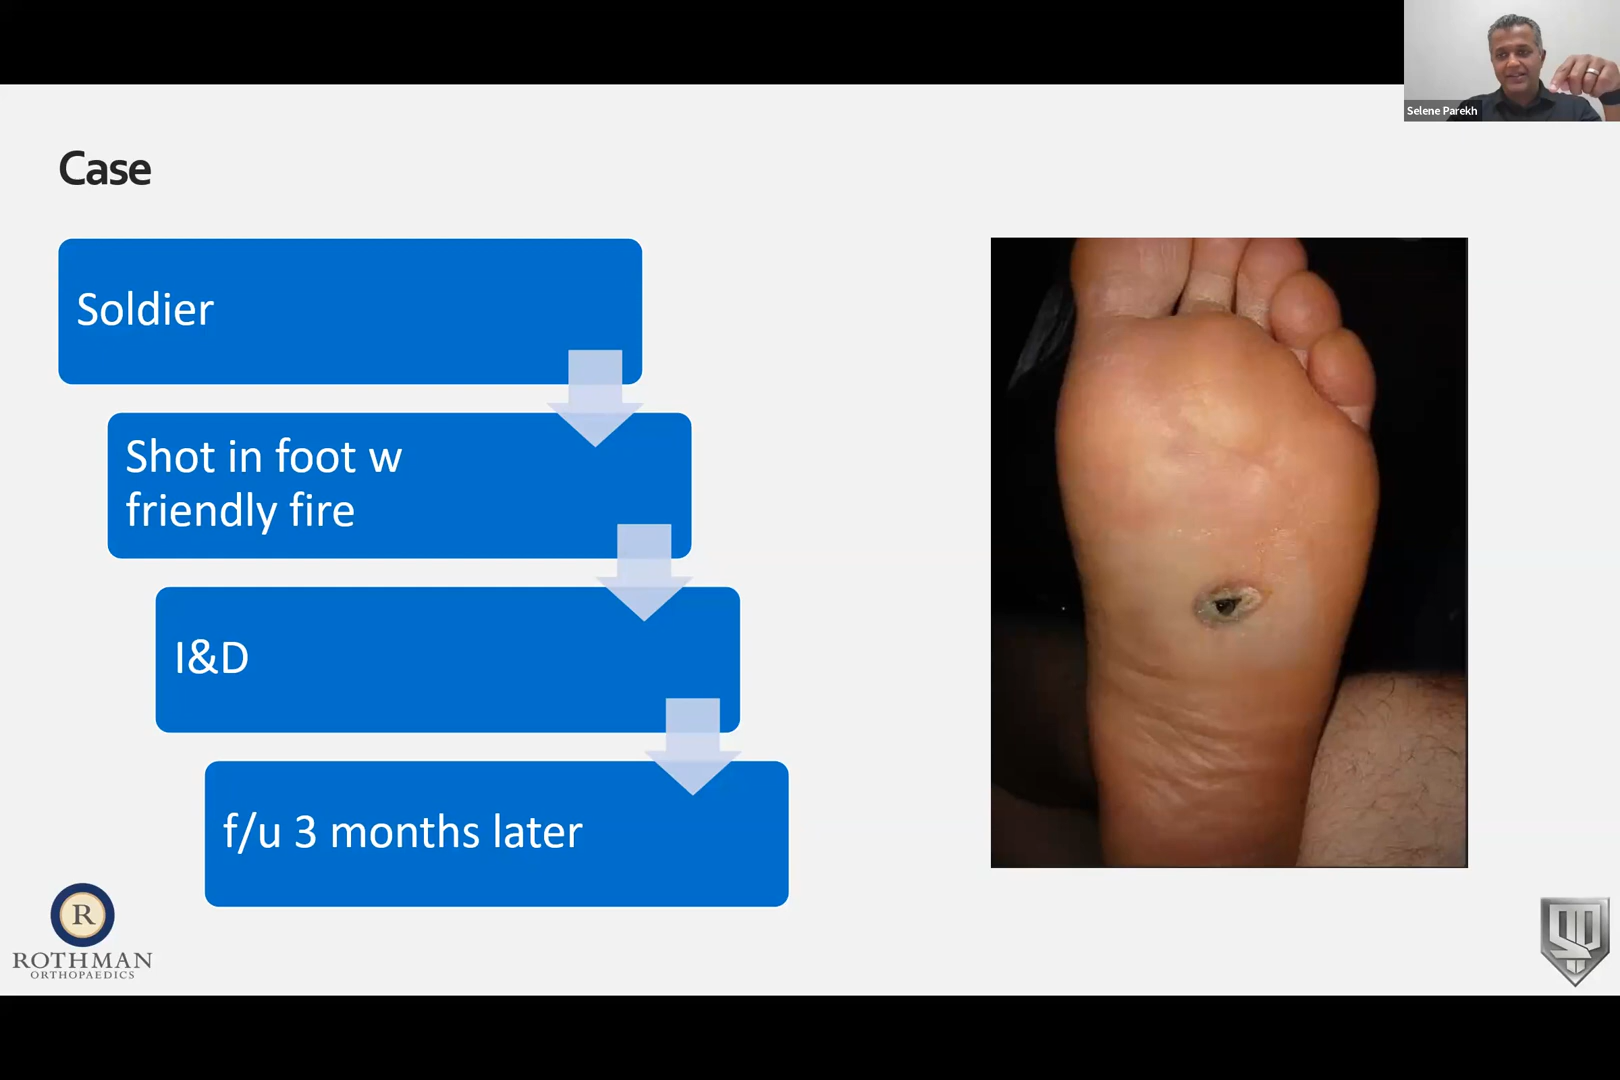 Selene Parekh
Case
Soldier
Shot in foot w
friendly fire
I&D
f/u 3 months later
R
ROTHMAN
ORTHOPAEDICS